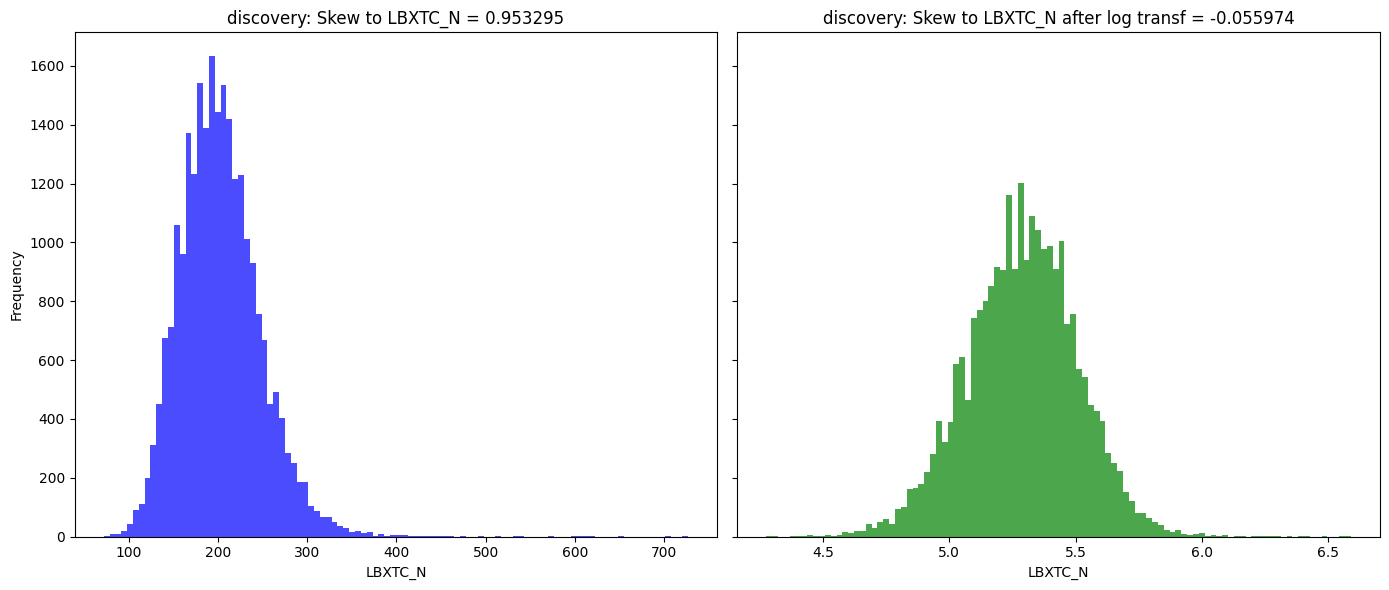 discovery: Skew to LBXTC_N = 0.953295
1600
1400
1200
1000
800
600
400
200
0
Frequency
100 200 300 400 500 600 700
LBXTC_N
discovery: Skew to LBXTC_N after log transf = -0.055974
4.5 5.0 5.5 6.0 6.5
LBXTC_N